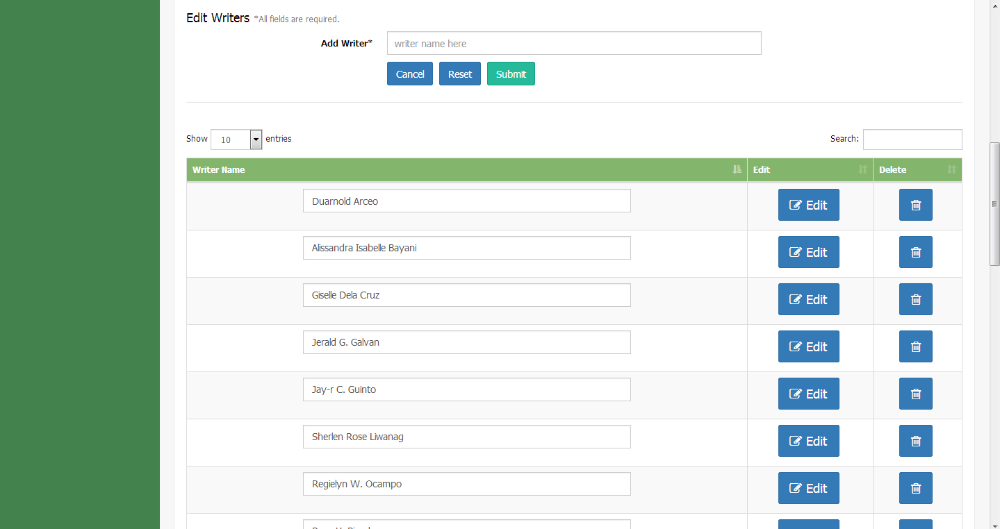 Edit Writers *All fields are required.
Add Writer* writer name here
Cancel Reset Submit
Show 10 entries Search:
Writer Name Edit Delete
Duarnold Arceo Edit
Alissandra Isabelle Bayani Edit
Giselle Dela Cruz Edit
Jerald G. Galvan Edit
Jay-r C. Guinto Edit
Sherlen Rose Liwanag Edit
Regielyn W. Ocampo Edit